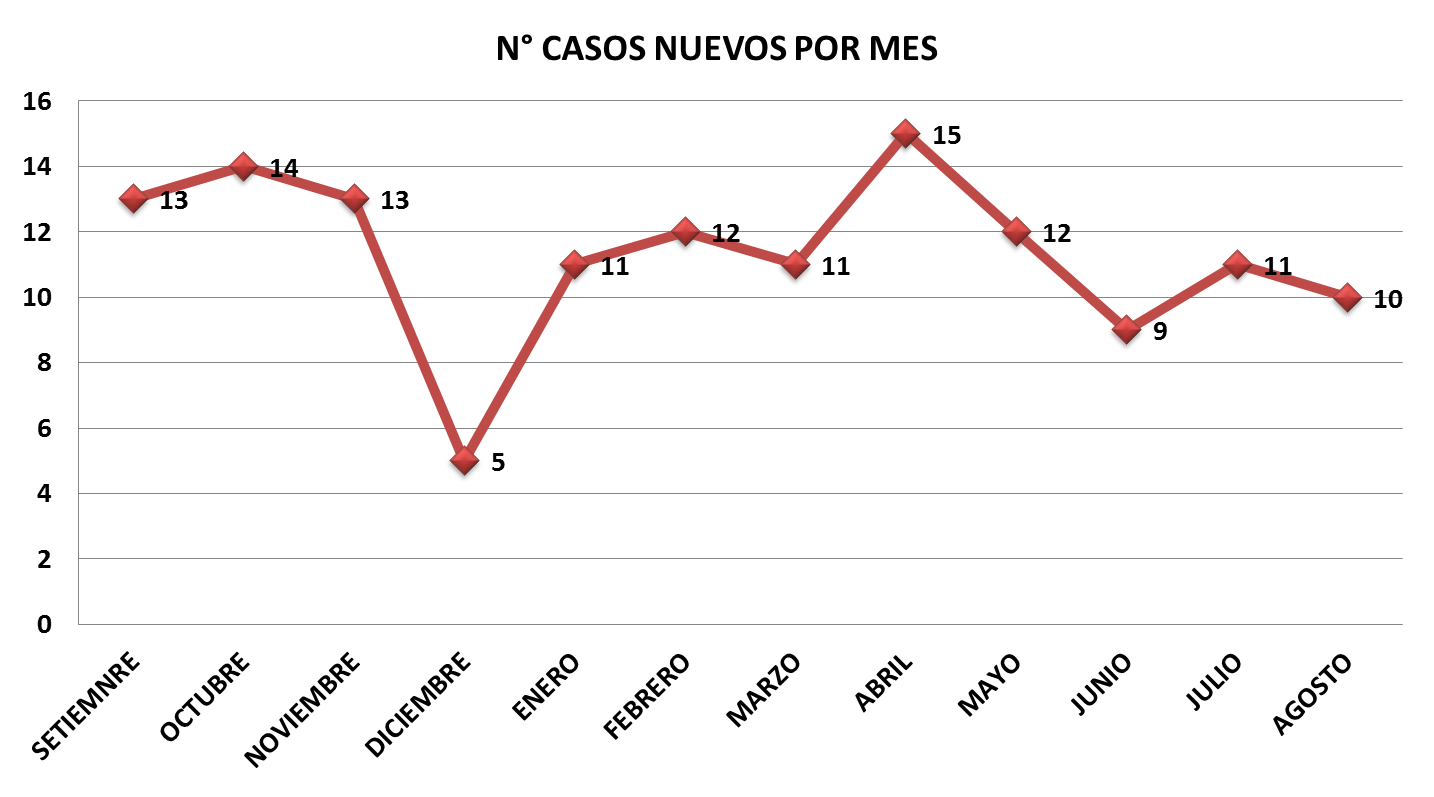 N° CASOS NUEVOS POR MES
16
14
12
10
8
6
4
2
0
13
14
13
5
11
12
11
15
12
9
11
10
SETIEMNRE
OCTUBRE
NOVIEMBRE
DICIEMBRE
ENERO
FEBRERO
MARZO
ABRIL
MAYO
JUNIO
JULIO
AGOSTO